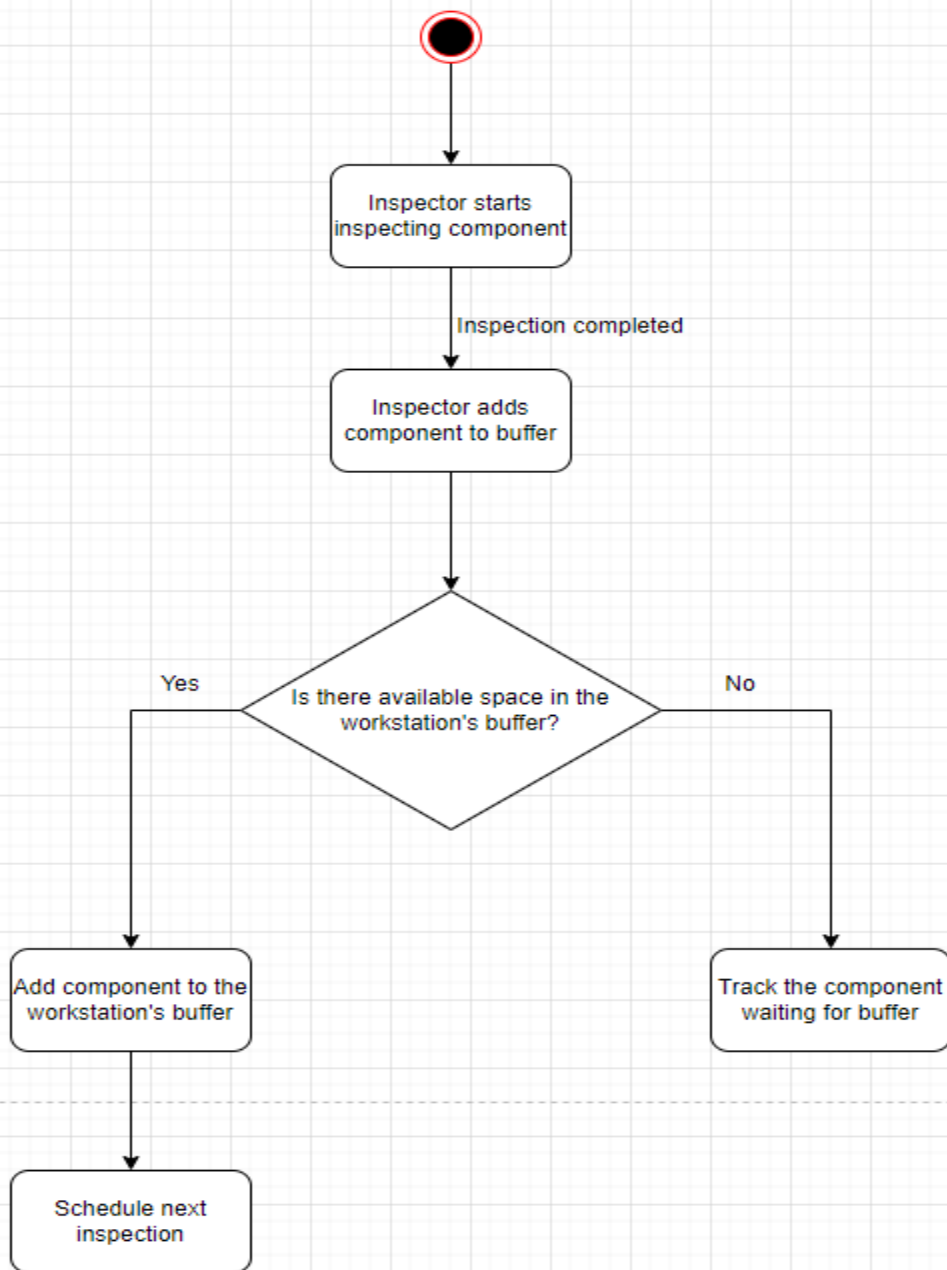 Inspector starts
inspecting component
Inspection completed
Inspector adds
component to buffer
Is there available space in the
workstation's buffer?
Yes
No
Add component to the
workstation's buffer
Track the component
waiting for buffer
Schedule next
inspection